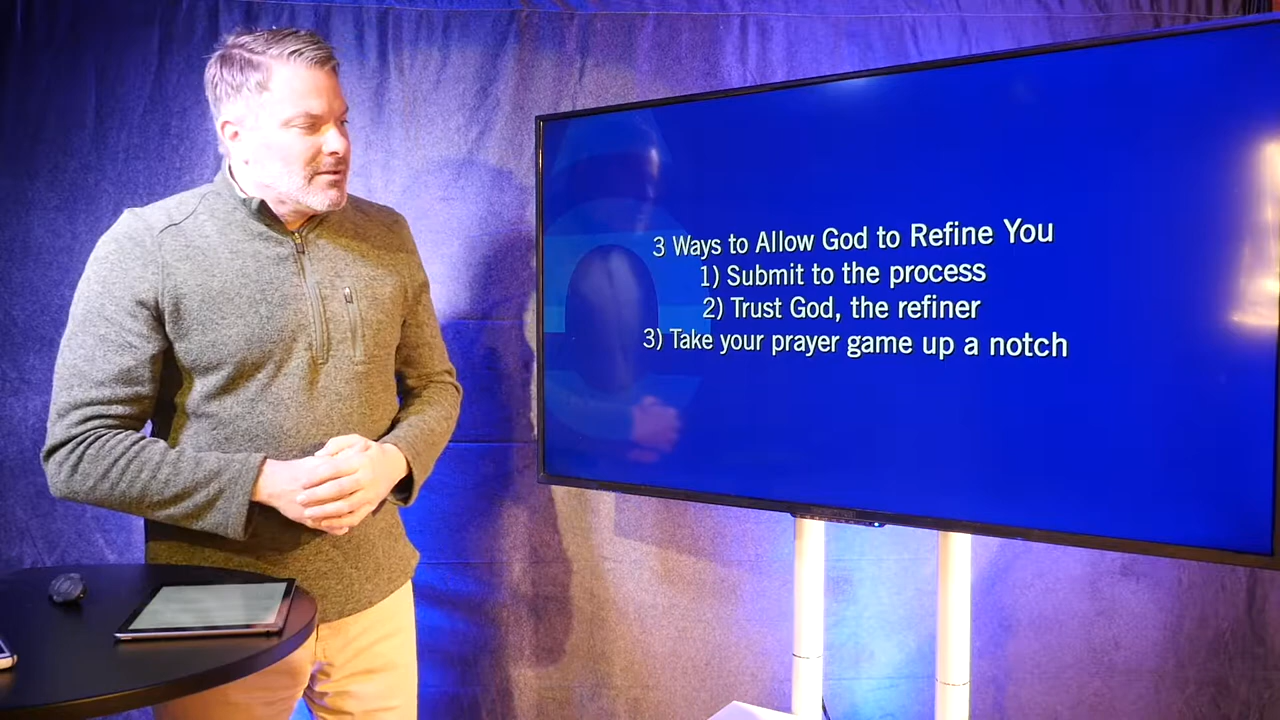 3 Ways to Allow God to Refine You
1) Submit to the process
2) Trust God, the refiner
3) Take your prayer game up a notch